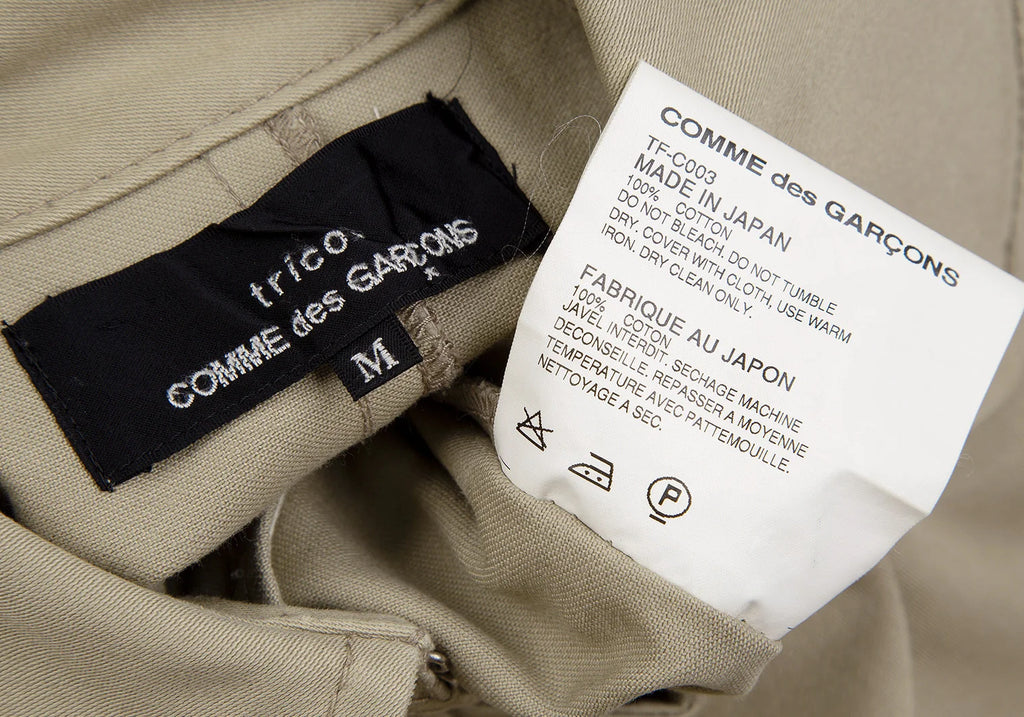 trico
COMME des GARÇONS
M
COMME des GARÇONS
TF-C003
MADE IN JAPAN
100% COTTON
DO NOT BLEACH. DO NOT TUMBLE
DRY. COVER WITH CLOTH, USE WARM
IRON. DRY CLEAN ONLY.
FABRIQUE AU JAPON
100% COTON
JAVEL INTERDIT. SECHAGE MACHINE
DECONSEILLE. REPASSER A MOYENNE
TEMPERATURE AVEC PATTEMOUILLE.
NETTOYAGE A SEC.
P